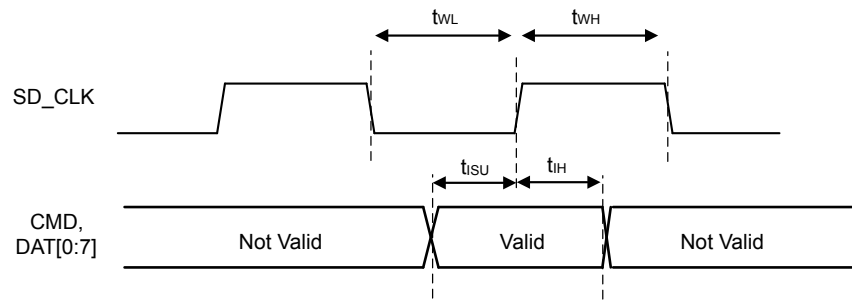 tWL tWH
SD_CLK
tISU tIH
CMD,
DAT[0:7]
Not Valid Valid Not Valid